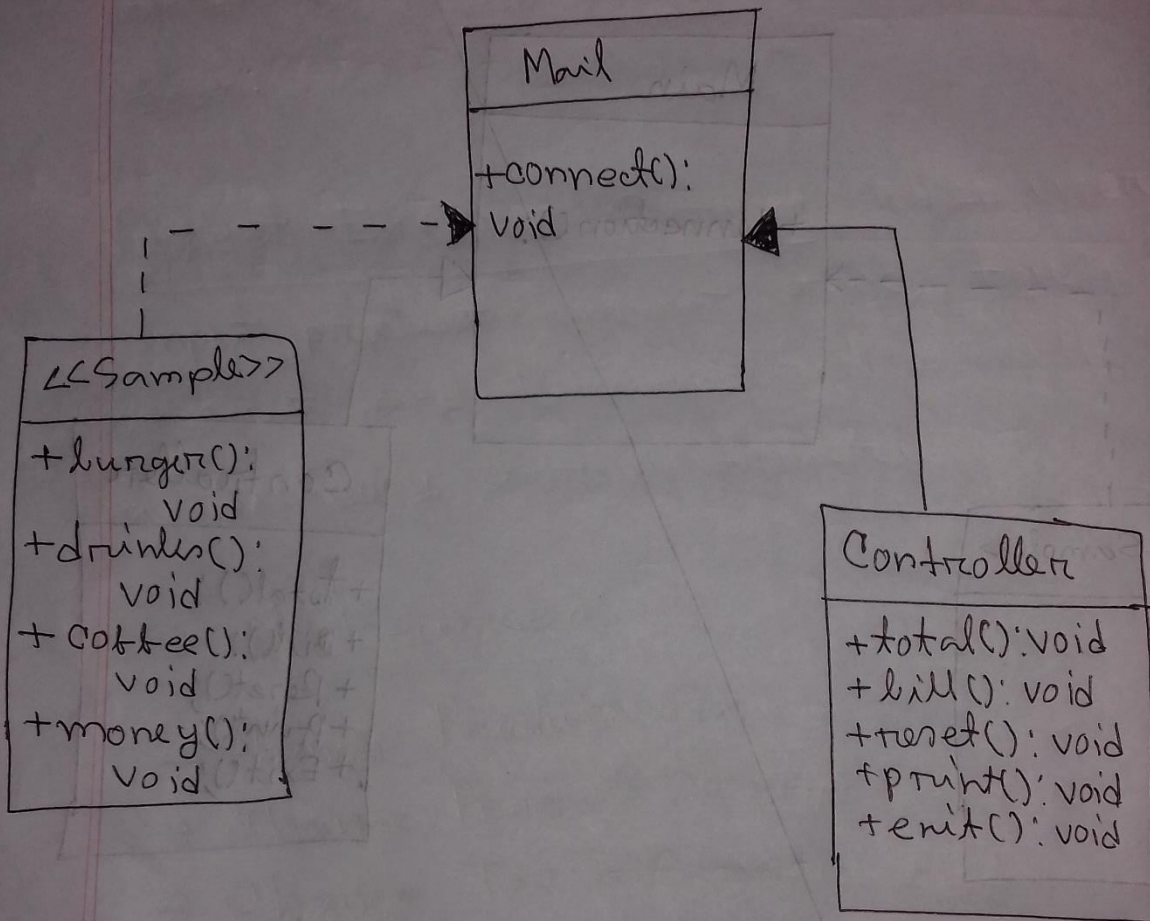 Mail
+connect():
void
<<Sample>>
+burger():
void
+drinks():
void
+ coffee():
void
+money():
void
Controller
+total():void
+bill(): void
+reset(): void
+print(): void
+exit(): void